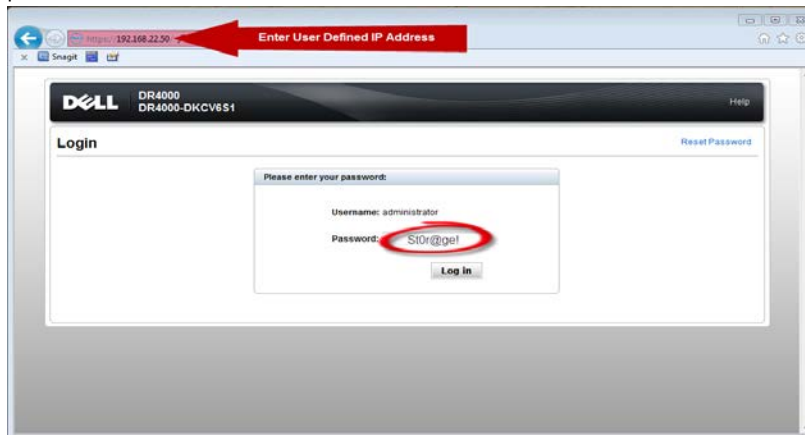 https://192.168.22.50
Enter User Defined IP Address
Snagit
DELL
DR4000
DR4000-DKCV6S1
Help
Login
Reset Password
Please enter your password:
Username: administrator
Password: St0r@ge!
Log in